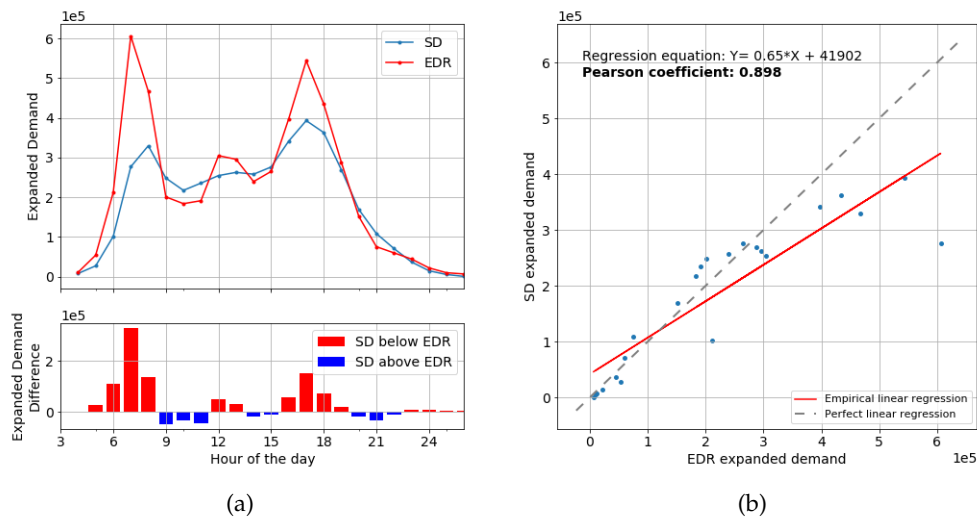 1e5
6
5
4
3
2
1
0
Expanded Demand
SD
EDR
1e5
2
0
Expanded Demand
Difference
SD below EDR
SD above EDR
3 6 9 12 15 18 21 24
Hour of the day
(a)
1e5
6
5
4
3
2
1
0
SD expanded demand
Regression equation: Y= 0.65*X + 41902
Pearson coefficient: 0.898
Empirical linear regression
Perfect linear regression
0 1 2 3 4 5 6
EDR expanded demand
1e5
(b)